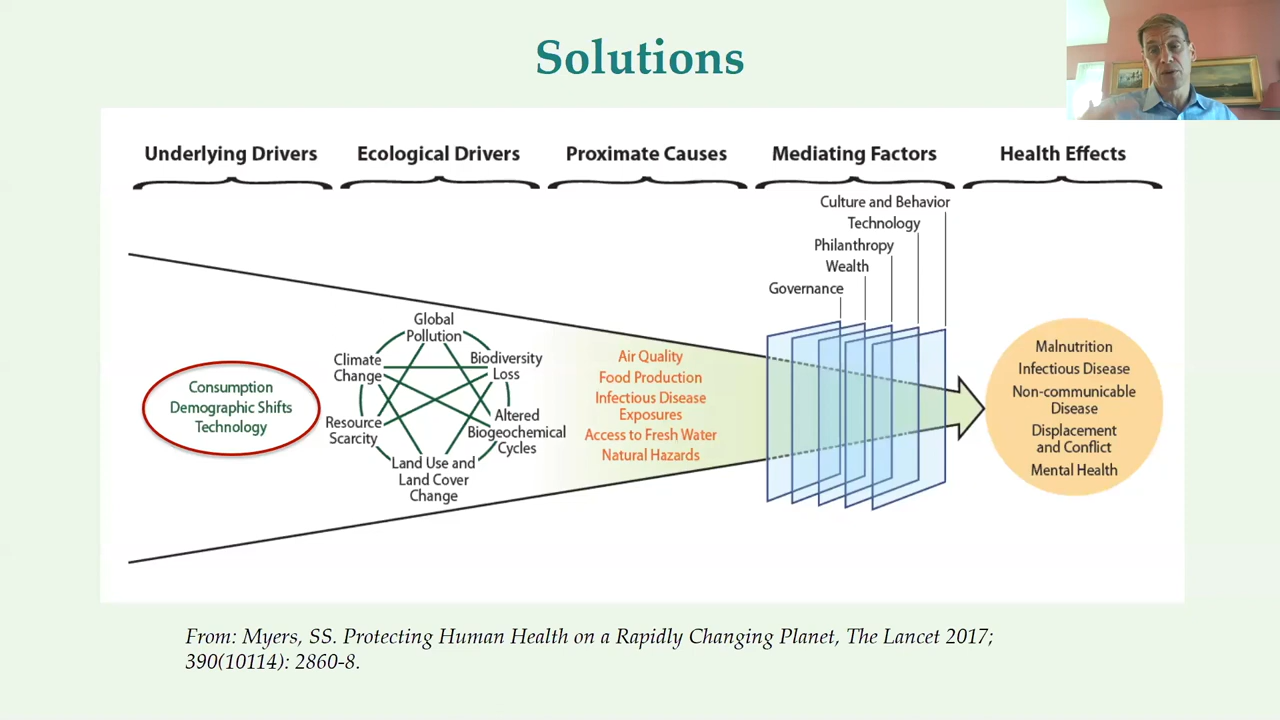 Solutions
Underlying Drivers
Ecological Drivers
Proximate Causes
Mediating Factors
Health Effects
Consumption
Demographic Shifts
Technology
Global
Pollution
Climate
Change
Biodiversity
Loss
Resource
Scarcity
Altered
Biogeochemical
Cycles
Land Use and
Land Cover
Change
Air Quality
Food Production
Infectious Disease
Exposures
Access to Fresh Water
Natural Hazards
Culture and Behavior
Technology
Philanthropy
Wealth
Governance
Malnutrition
Infectious Disease
Non-communicable
Disease
Displacement
and Conflict
Mental Health
From: Myers, SS. Protecting Human Health on a Rapidly Changing Planet, The Lancet 2017;
390(10114): 2860-8.